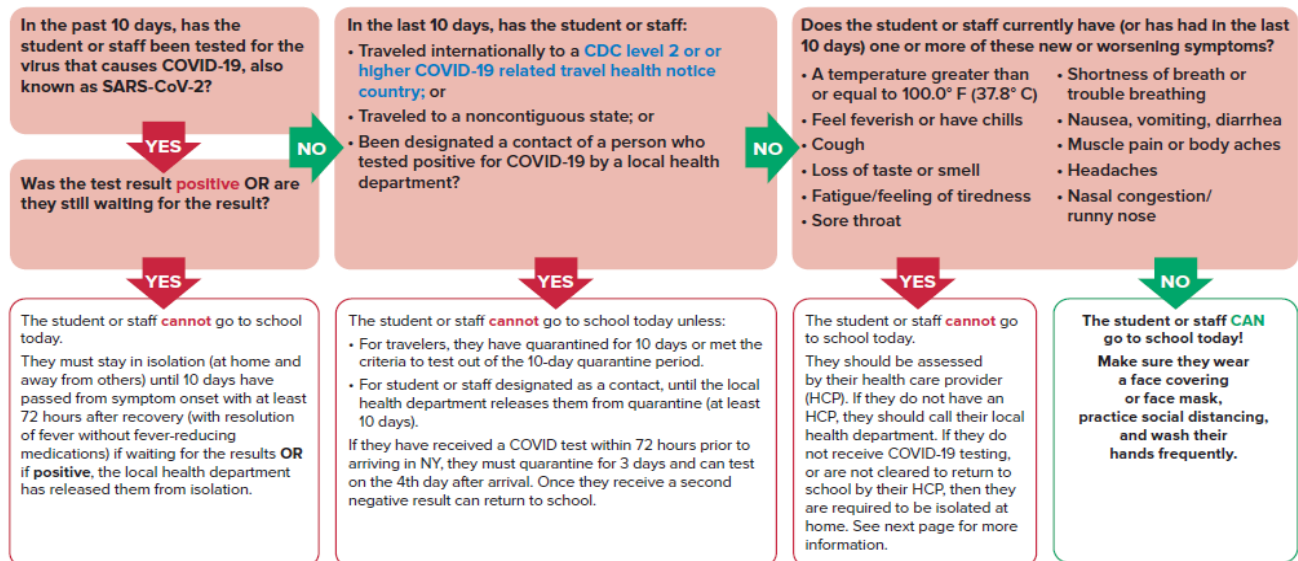 In the past 10 days, has the
student or staff been tested for the
virus that causes COVID-19, also
known as SARS-CoV-2?
YES
NO
Was the test result positive OR are
they still waiting for the result?
YES
The student or staff cannot go to school
today.
They must stay in isolation (at home and
away from others) until 10 days have
passed from symptom onset with at least
72 hours after recovery (with resolution
of fever without fever-reducing
medications) if waiting for the results OR
if positive, the local health department
has released them from isolation.
In the last 10 days, has the student or staff:
• Traveled internationally to a CDC level 2 or or
higher COVID-19 related travel health notice
country; or
• Traveled to a noncontiguous state; or
• Been designated a contact of a person who
tested positive for COVID-19 by a local health
department?
NO
YES
The student or staff cannot go to school today unless:
• For travelers, they have quarantined for 10 days or met the
criteria to test out of the 10-day quarantine period.
• For student or staff designated as a contact, until the local
health department releases them from quarantine (at least
10 days).
If they have received a COVID test within 72 hours prior to
arriving in NY, they must quarantine for 3 days and can test
on the 4th day after arrival. Once they receive a second
negative result can return to school.
Does the student or staff currently have (or has had in the last
10 days) one or more of these new or worsening symptoms?
• A temperature greater than
or equal to 100.0° F (37.8° C)
• Feel feverish or have chills
• Cough
• Loss of taste or smell
• Fatigue/feeling of tiredness
• Sore throat
• Shortness of breath or
trouble breathing
• Nausea, vomiting, diarrhea
• Muscle pain or body aches
• Headaches
• Nasal congestion/
runny nose
YES
The student or staff cannot go
to school today.
They should be assessed
by their health care provider
(HCP). If they do not have an
HCP, they should call their local
health department. If they do
not receive COVID-19 testing,
or are not cleared to return to
school by their HCP, then they
are required to be isolated at
home. See next page for more
information.
NO
The student or staff CAN
go to school today!
Make sure they wear
a face covering
or face mask,
practice social distancing,
and wash their
hands frequently.